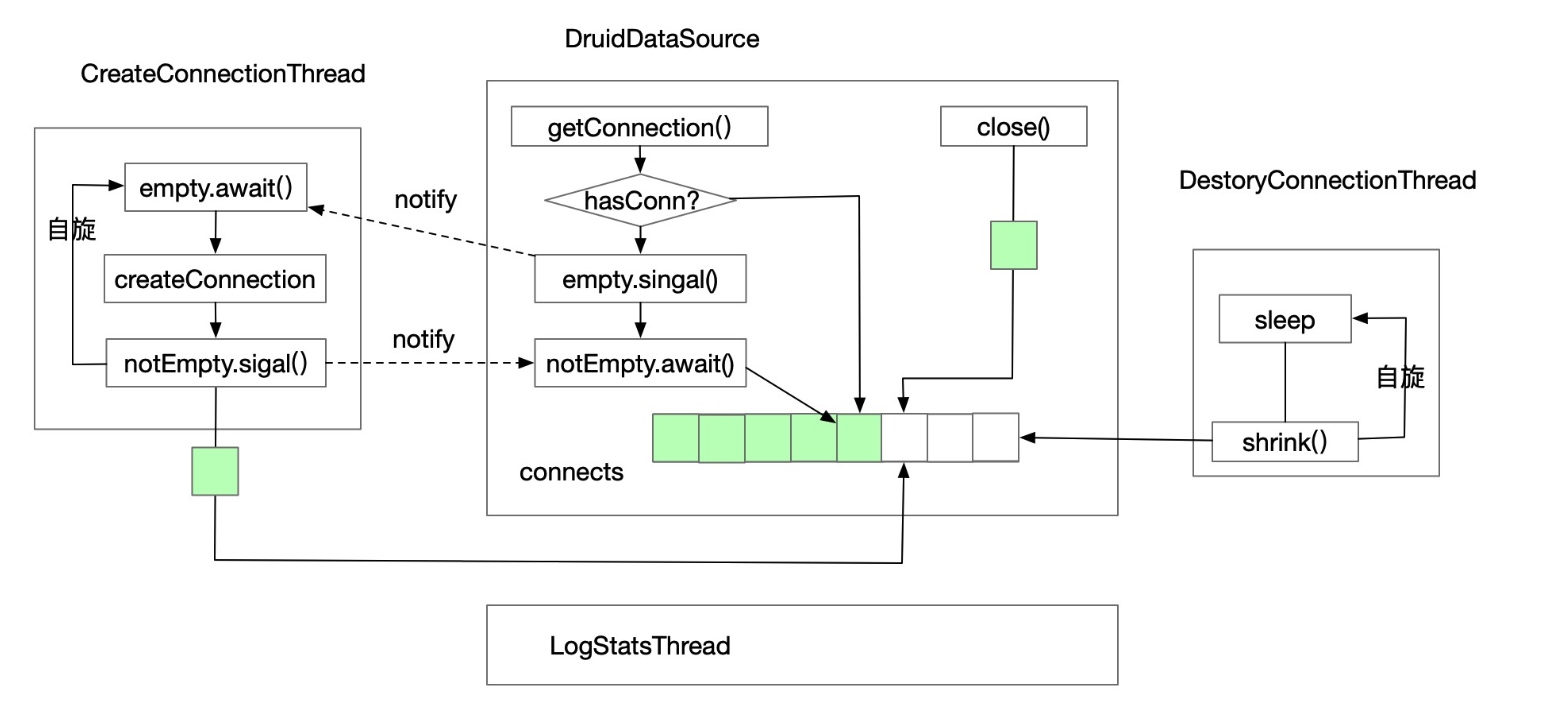 DruidDataSource
CreateConnectionThread
getConnection()
close()
empty.await()
notify
hasConn?
DestoryConnectionThread
自旋
createConnection
empty.singal()
sleep
notEmpty.sigal()
notify
notEmpty.await()
自旋
shrink()
connects
LogStatsThread